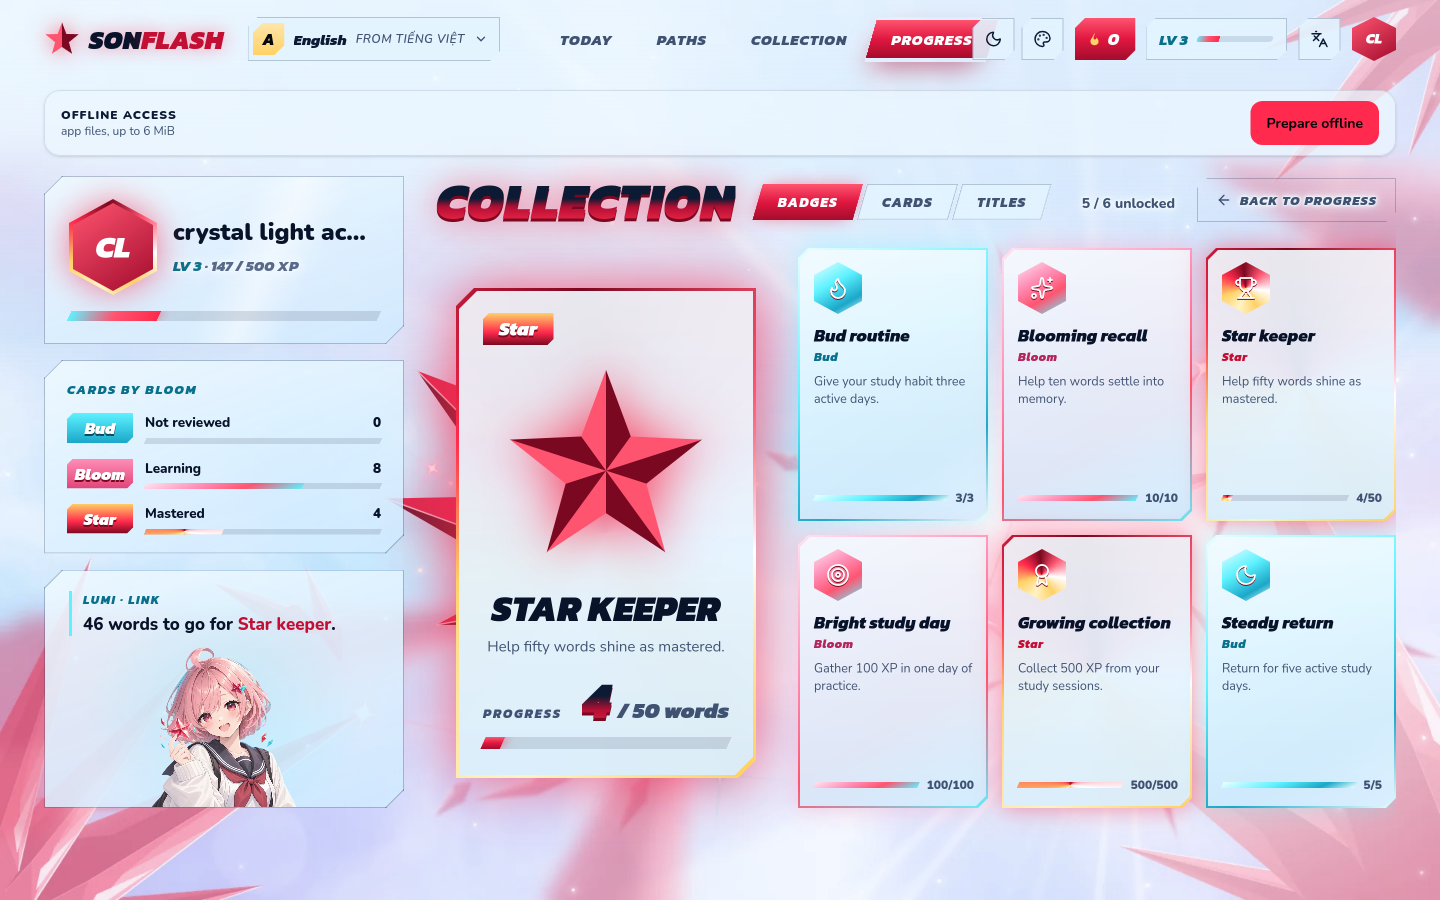 SONFLASH
A English FROM TIẾNG VIỆT
TODAY
PATHS
COLLECTION
PROGRESS
0
LV 3
CL
OFFLINE ACCESS
app files, up to 6 MiB
Prepare offline
CL
crystal light ac...
LV 3 · 147 / 500 XP
CARDS BY BLOOM
Bud Not reviewed 0
Bloom Learning 8
Star Mastered 4
LUMI · LINK
46 words to go for Star keeper.
COLLECTION
BADGES
CARDS
TITLES
5 / 6 unlocked
BACK TO PROGRESS
Star
STAR KEEPER
Help fifty words shine as mastered.
PROGRESS 4 / 50 words
Bud routine
Bud
Give your study habit three
active days.
3/3
Blooming recall
Bloom
Help ten words settle into
memory.
10/10
Star keeper
Star
Help fifty words shine as
mastered.
4/50
Bright study day
Bloom
Gather 100 XP in one day of
practice.
100/100
Growing collection
Star
Collect 500 XP from your
study sessions.
500/500
Steady return
Bud
Return for five active study
days.
5/5